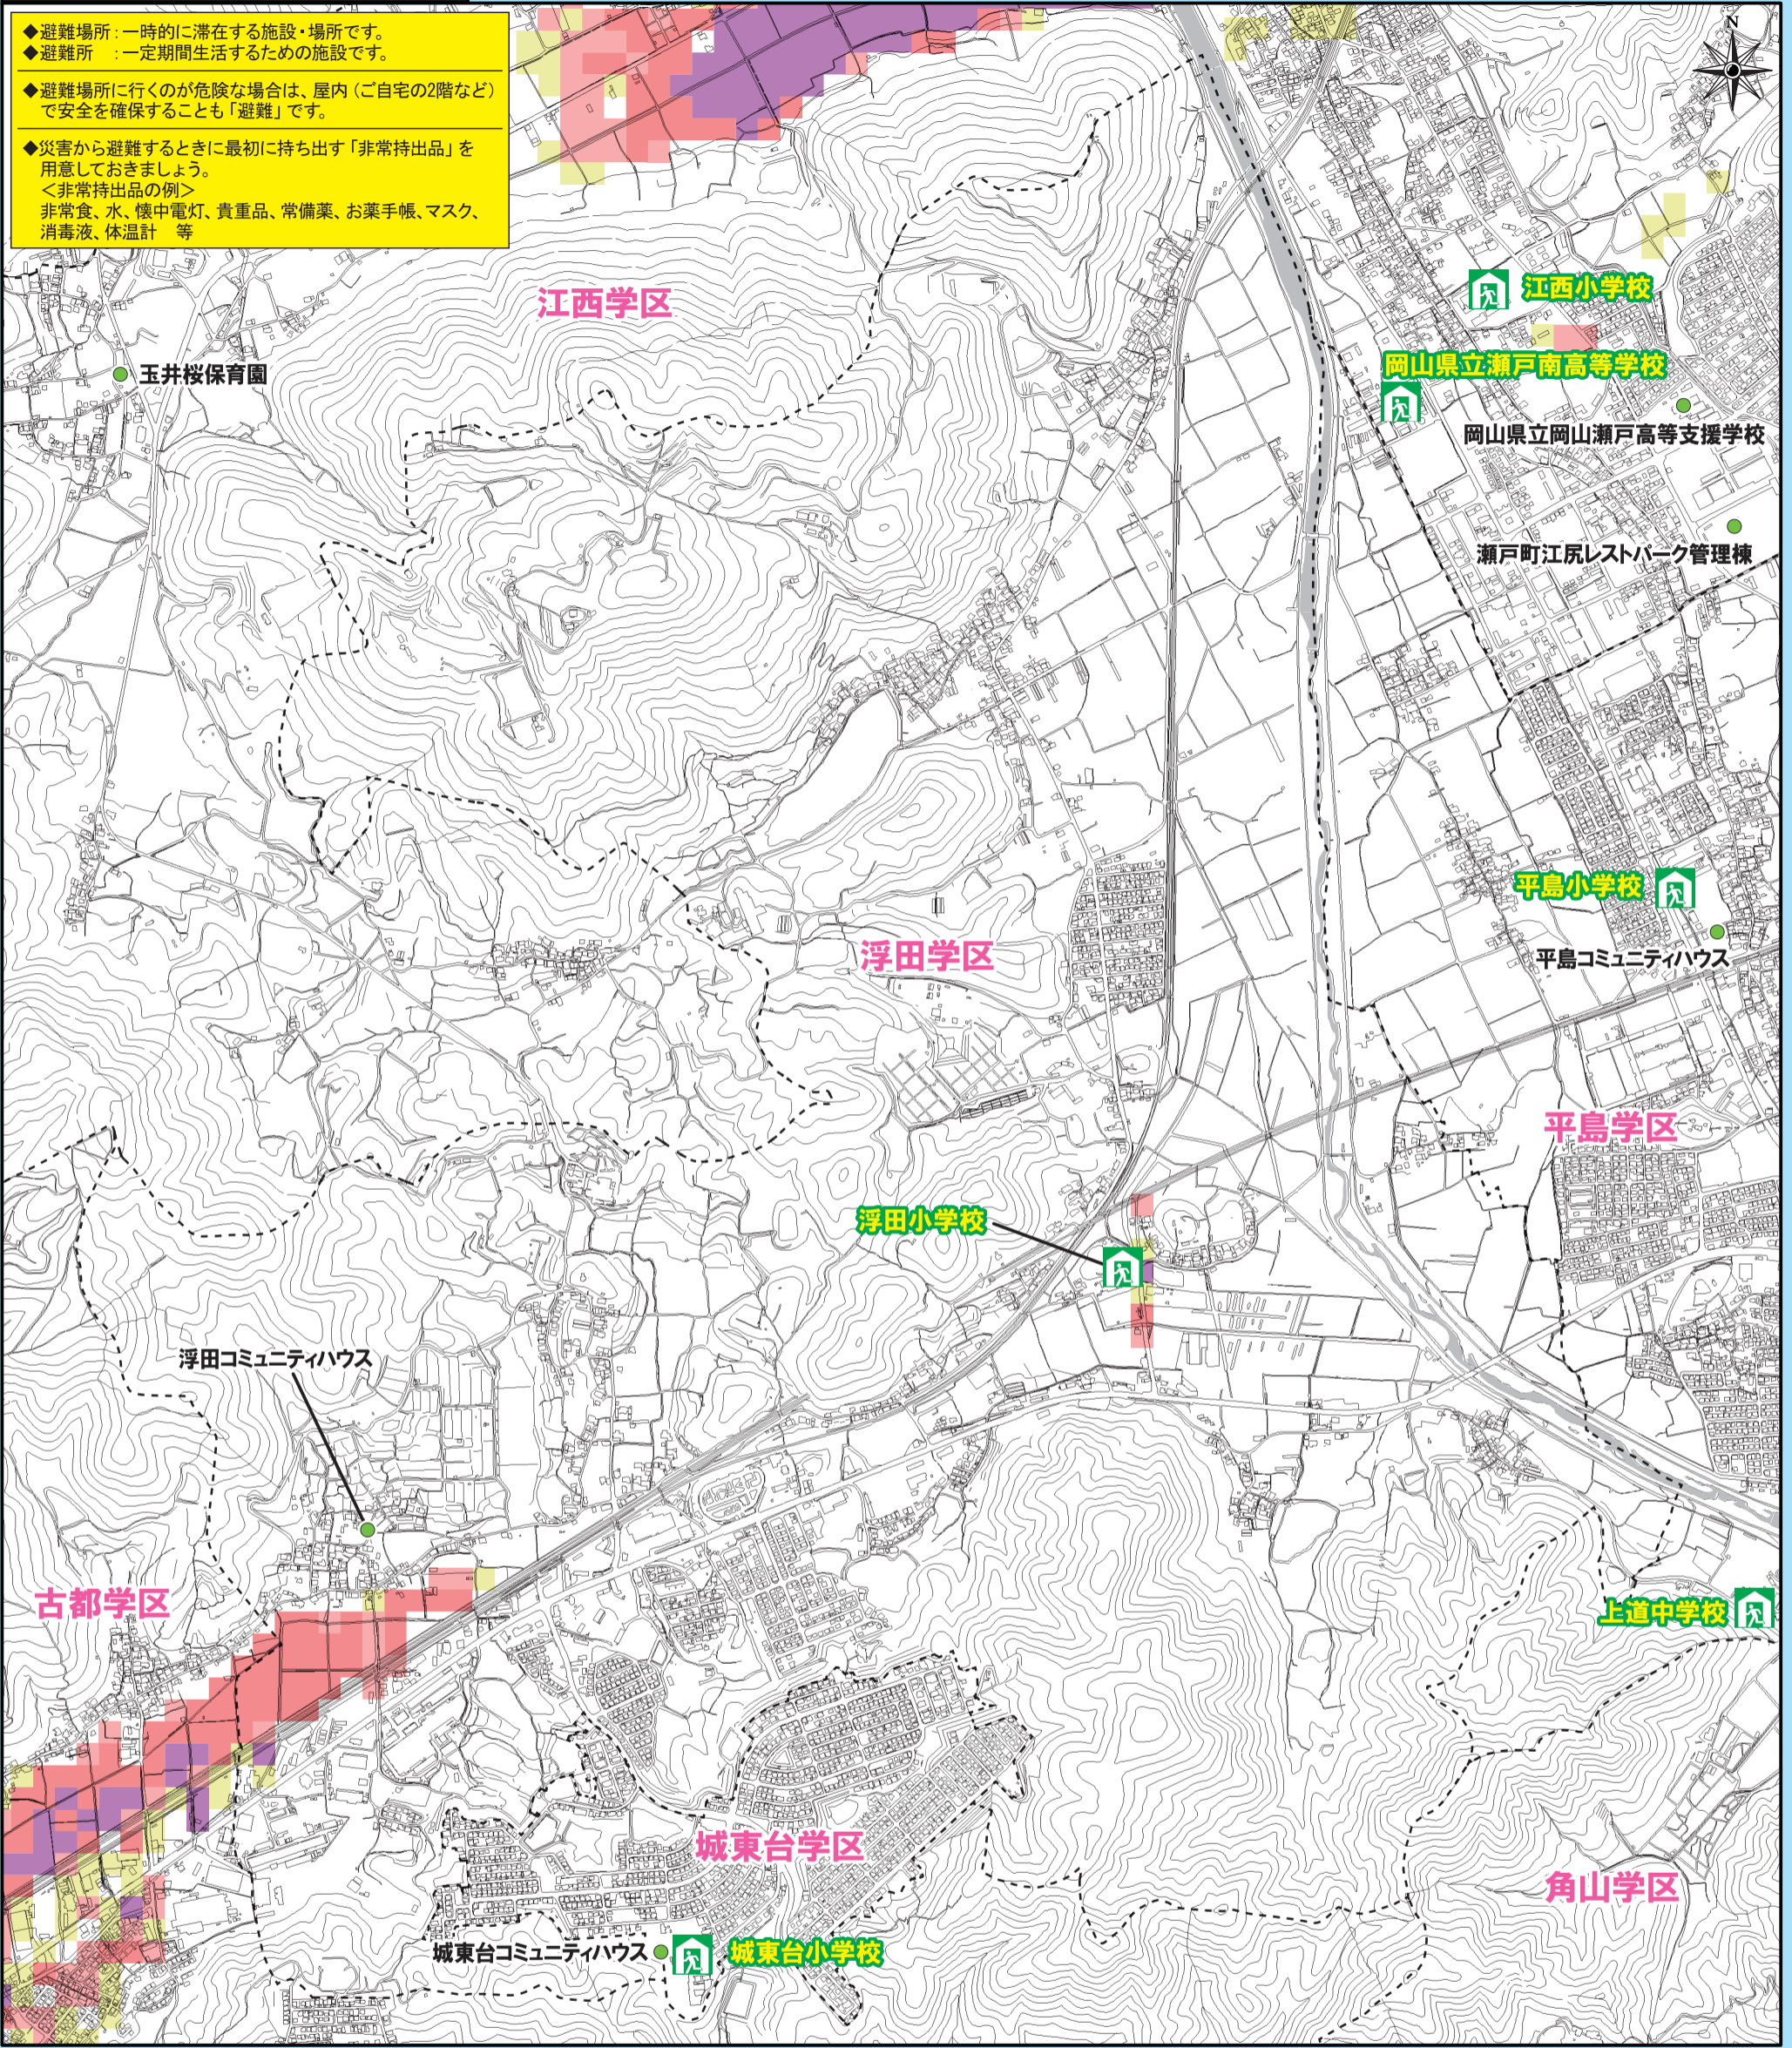 ◆避難場所：一時的に滞在する施設・場所です。
◆避難所　：一定期間生活するための施設です。
◆避難場所に行くのが危険な場合は、屋内（ご自宅の2階など）
で安全を確保することも「避難」です。
◆災害から避難するときに最初に持ち出す「非常持出品」を
用意しておきましょう。
＜非常持出品の例＞
非常食、水、懐中電灯、貴重品、常備薬、お薬手帳、マスク、
消毒液、体温計　等
N
江西学区
江西小学校
岡山県立瀬戸南高等学校
玉井桜保育園
岡山県立岡山瀬戸高等支援学校
瀬戸町江尻レストパーク管理棟
平島小学校
浮田学区
平島コミュニティハウス
平島学区
浮田小学校
浮田コミュニティハウス
古都学区
上道中学校
城東台学区
角山学区
城東台コミュニティハウス
城東台小学校